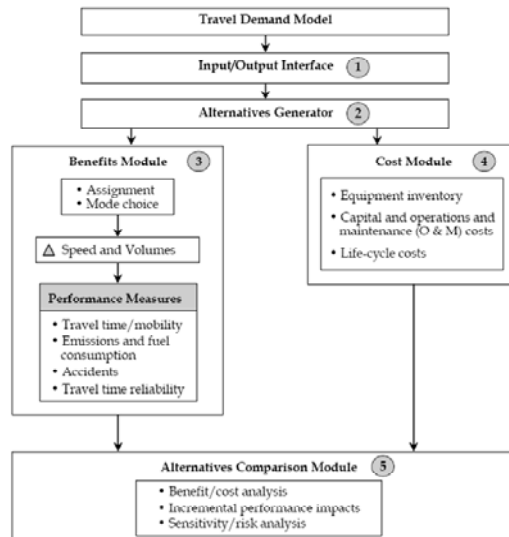 Travel Demand Model
Input/Output Interface 1
Alternatives Generator 2
Benefits Module 3
• Assignment
• Mode choice
△ Speed and Volumes
Performance Measures
• Travel time/mobility
• Emissions and fuel
consumption
• Accidents
• Travel time reliability
Cost Module 4
• Equipment inventory
• Capital and operations and
maintenance (O & M) costs
• Life-cycle costs
Alternatives Comparison Module 5
• Benefit/cost analysis
• Incremental performance impacts
• Sensitivity/risk analysis